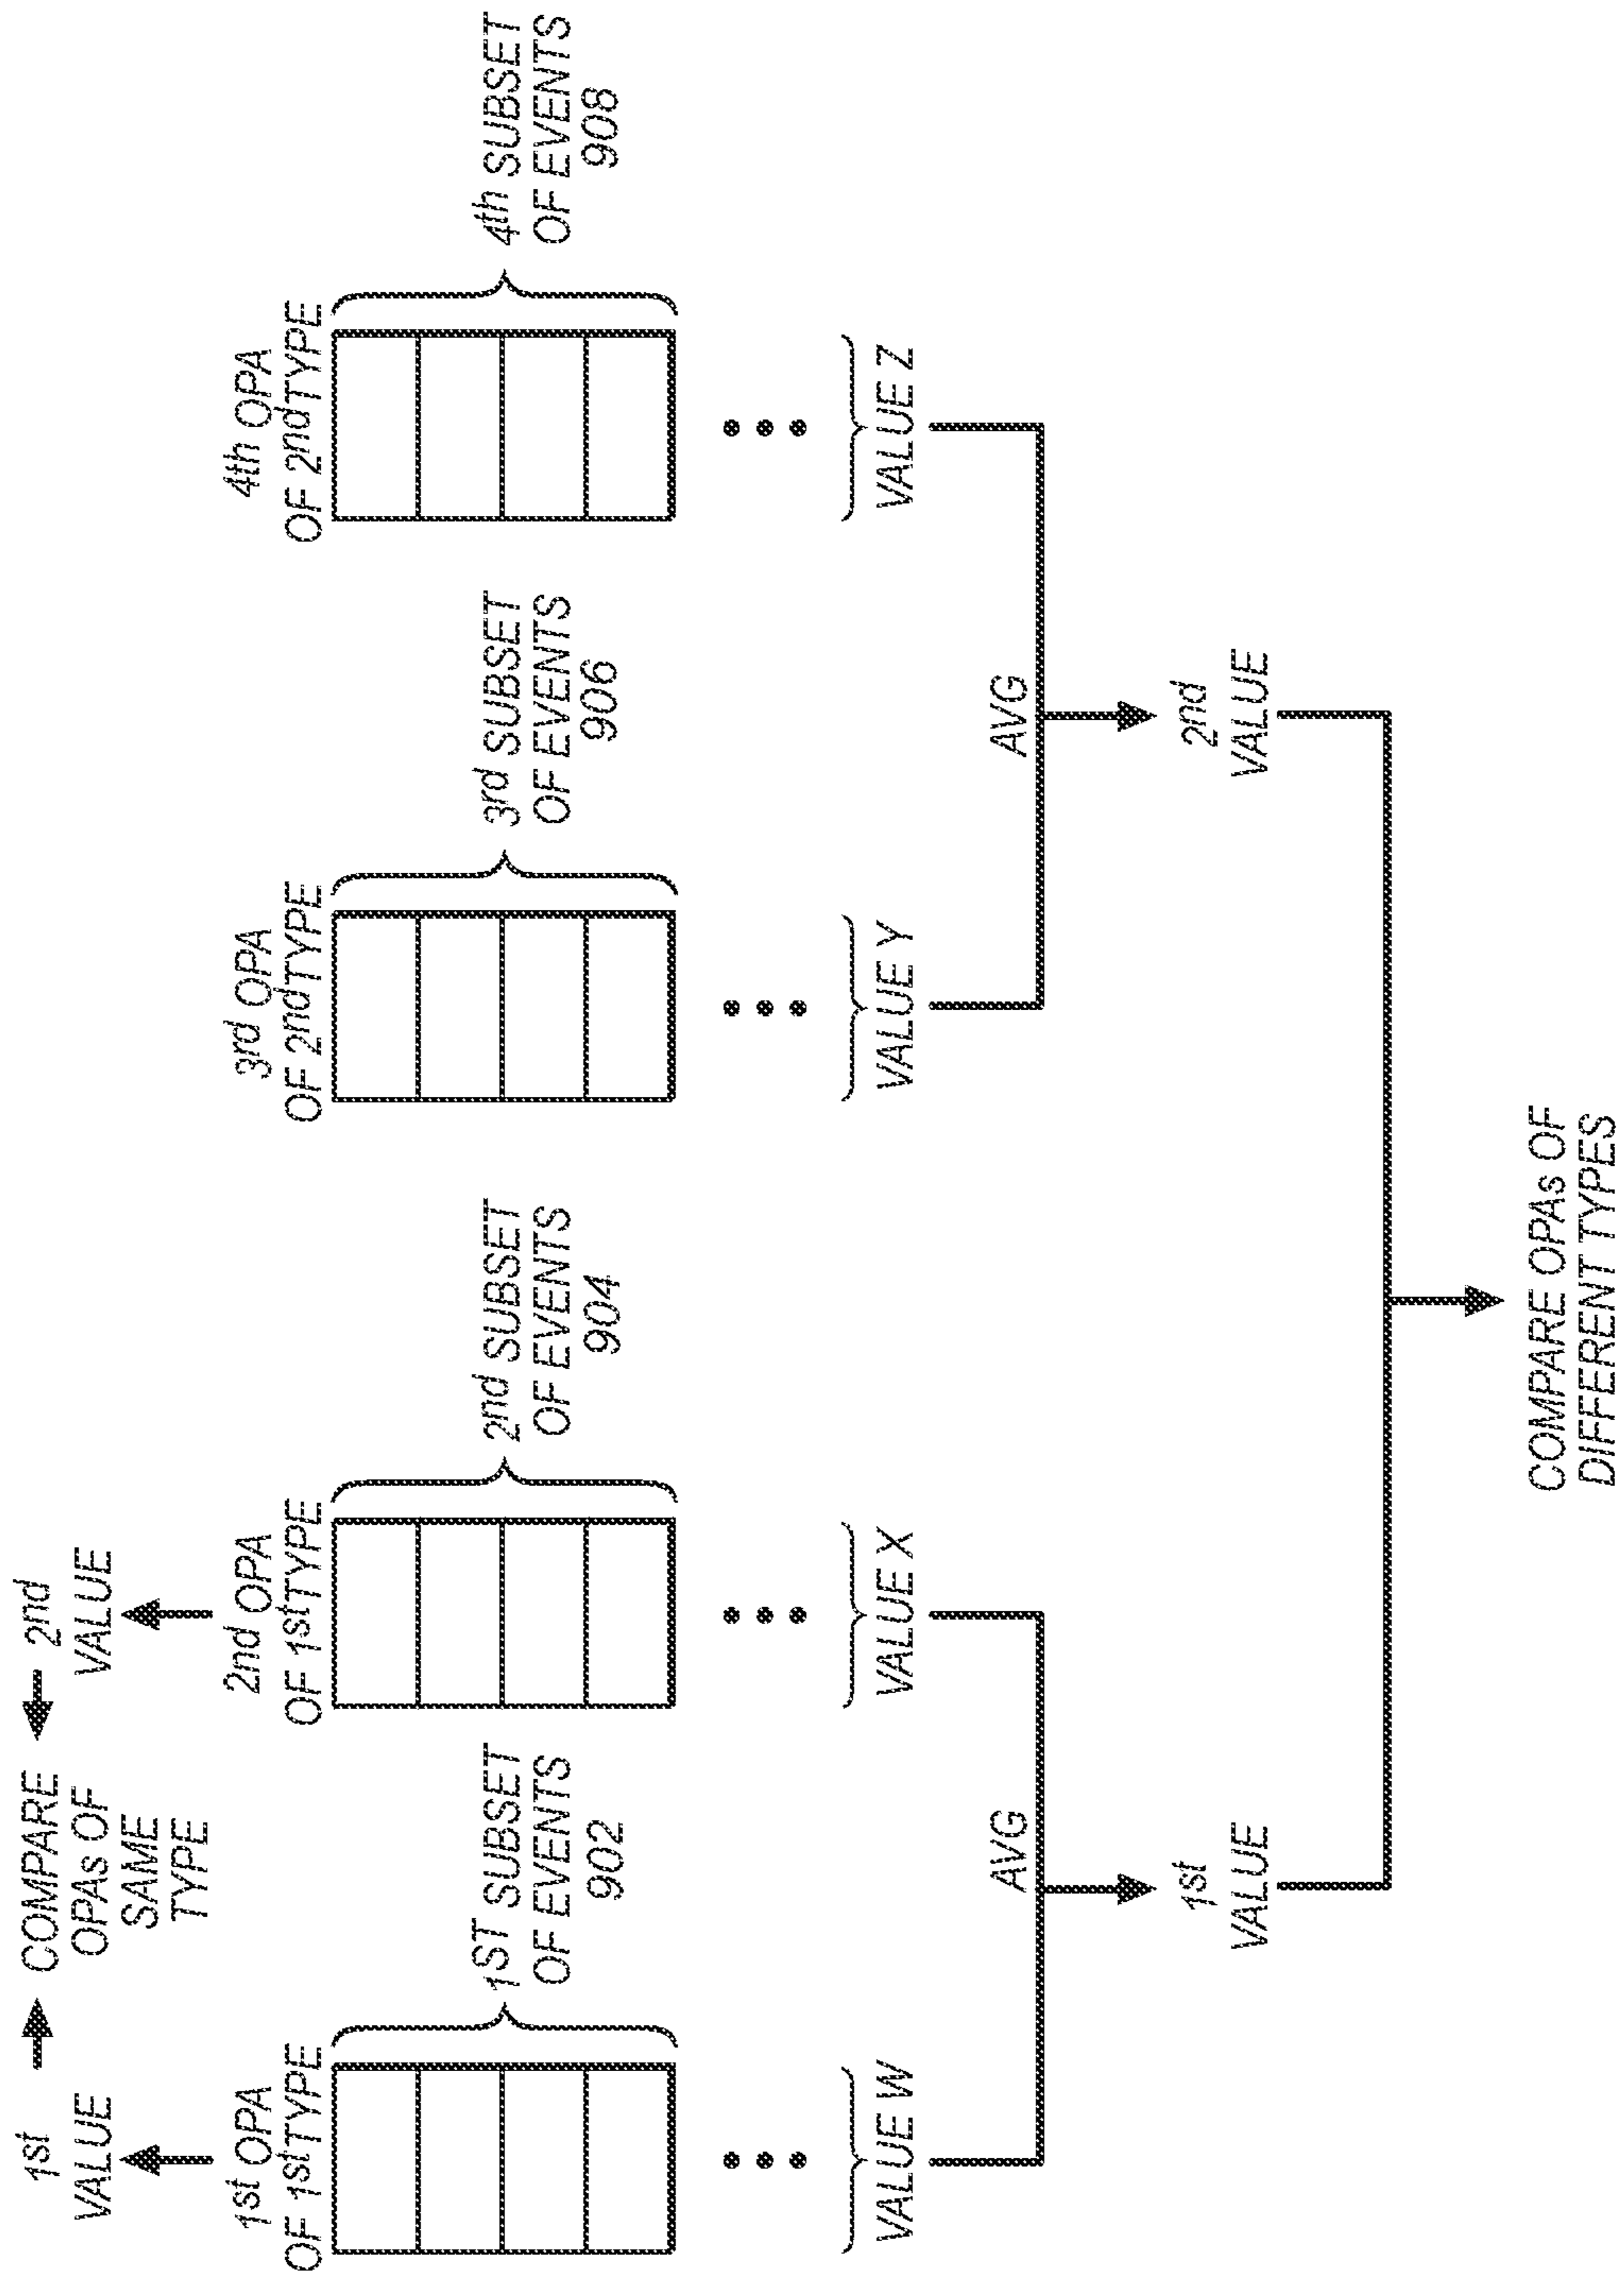 1st
VALUE
COMPARE
OPAs OF
SAME
TYPE
2nd
VALUE
1st OPA
OF 1st TYPE
2nd OPA
OF 1st TYPE
3rd OPA
OF 2nd TYPE
4th OPA
OF 2nd TYPE
1ST SUBSET
OF EVENTS
902
2nd SUBSET
OF EVENTS
904
3rd SUBSET
OF EVENTS
906
4th SUBSET
OF EVENTS
908
VALUE W
VALUE X
VALUE Y
VALUE Z
AVG
AVG
1st
VALUE
2nd
VALUE
COMPARE OPAs OF
DIFFERENT TYPES